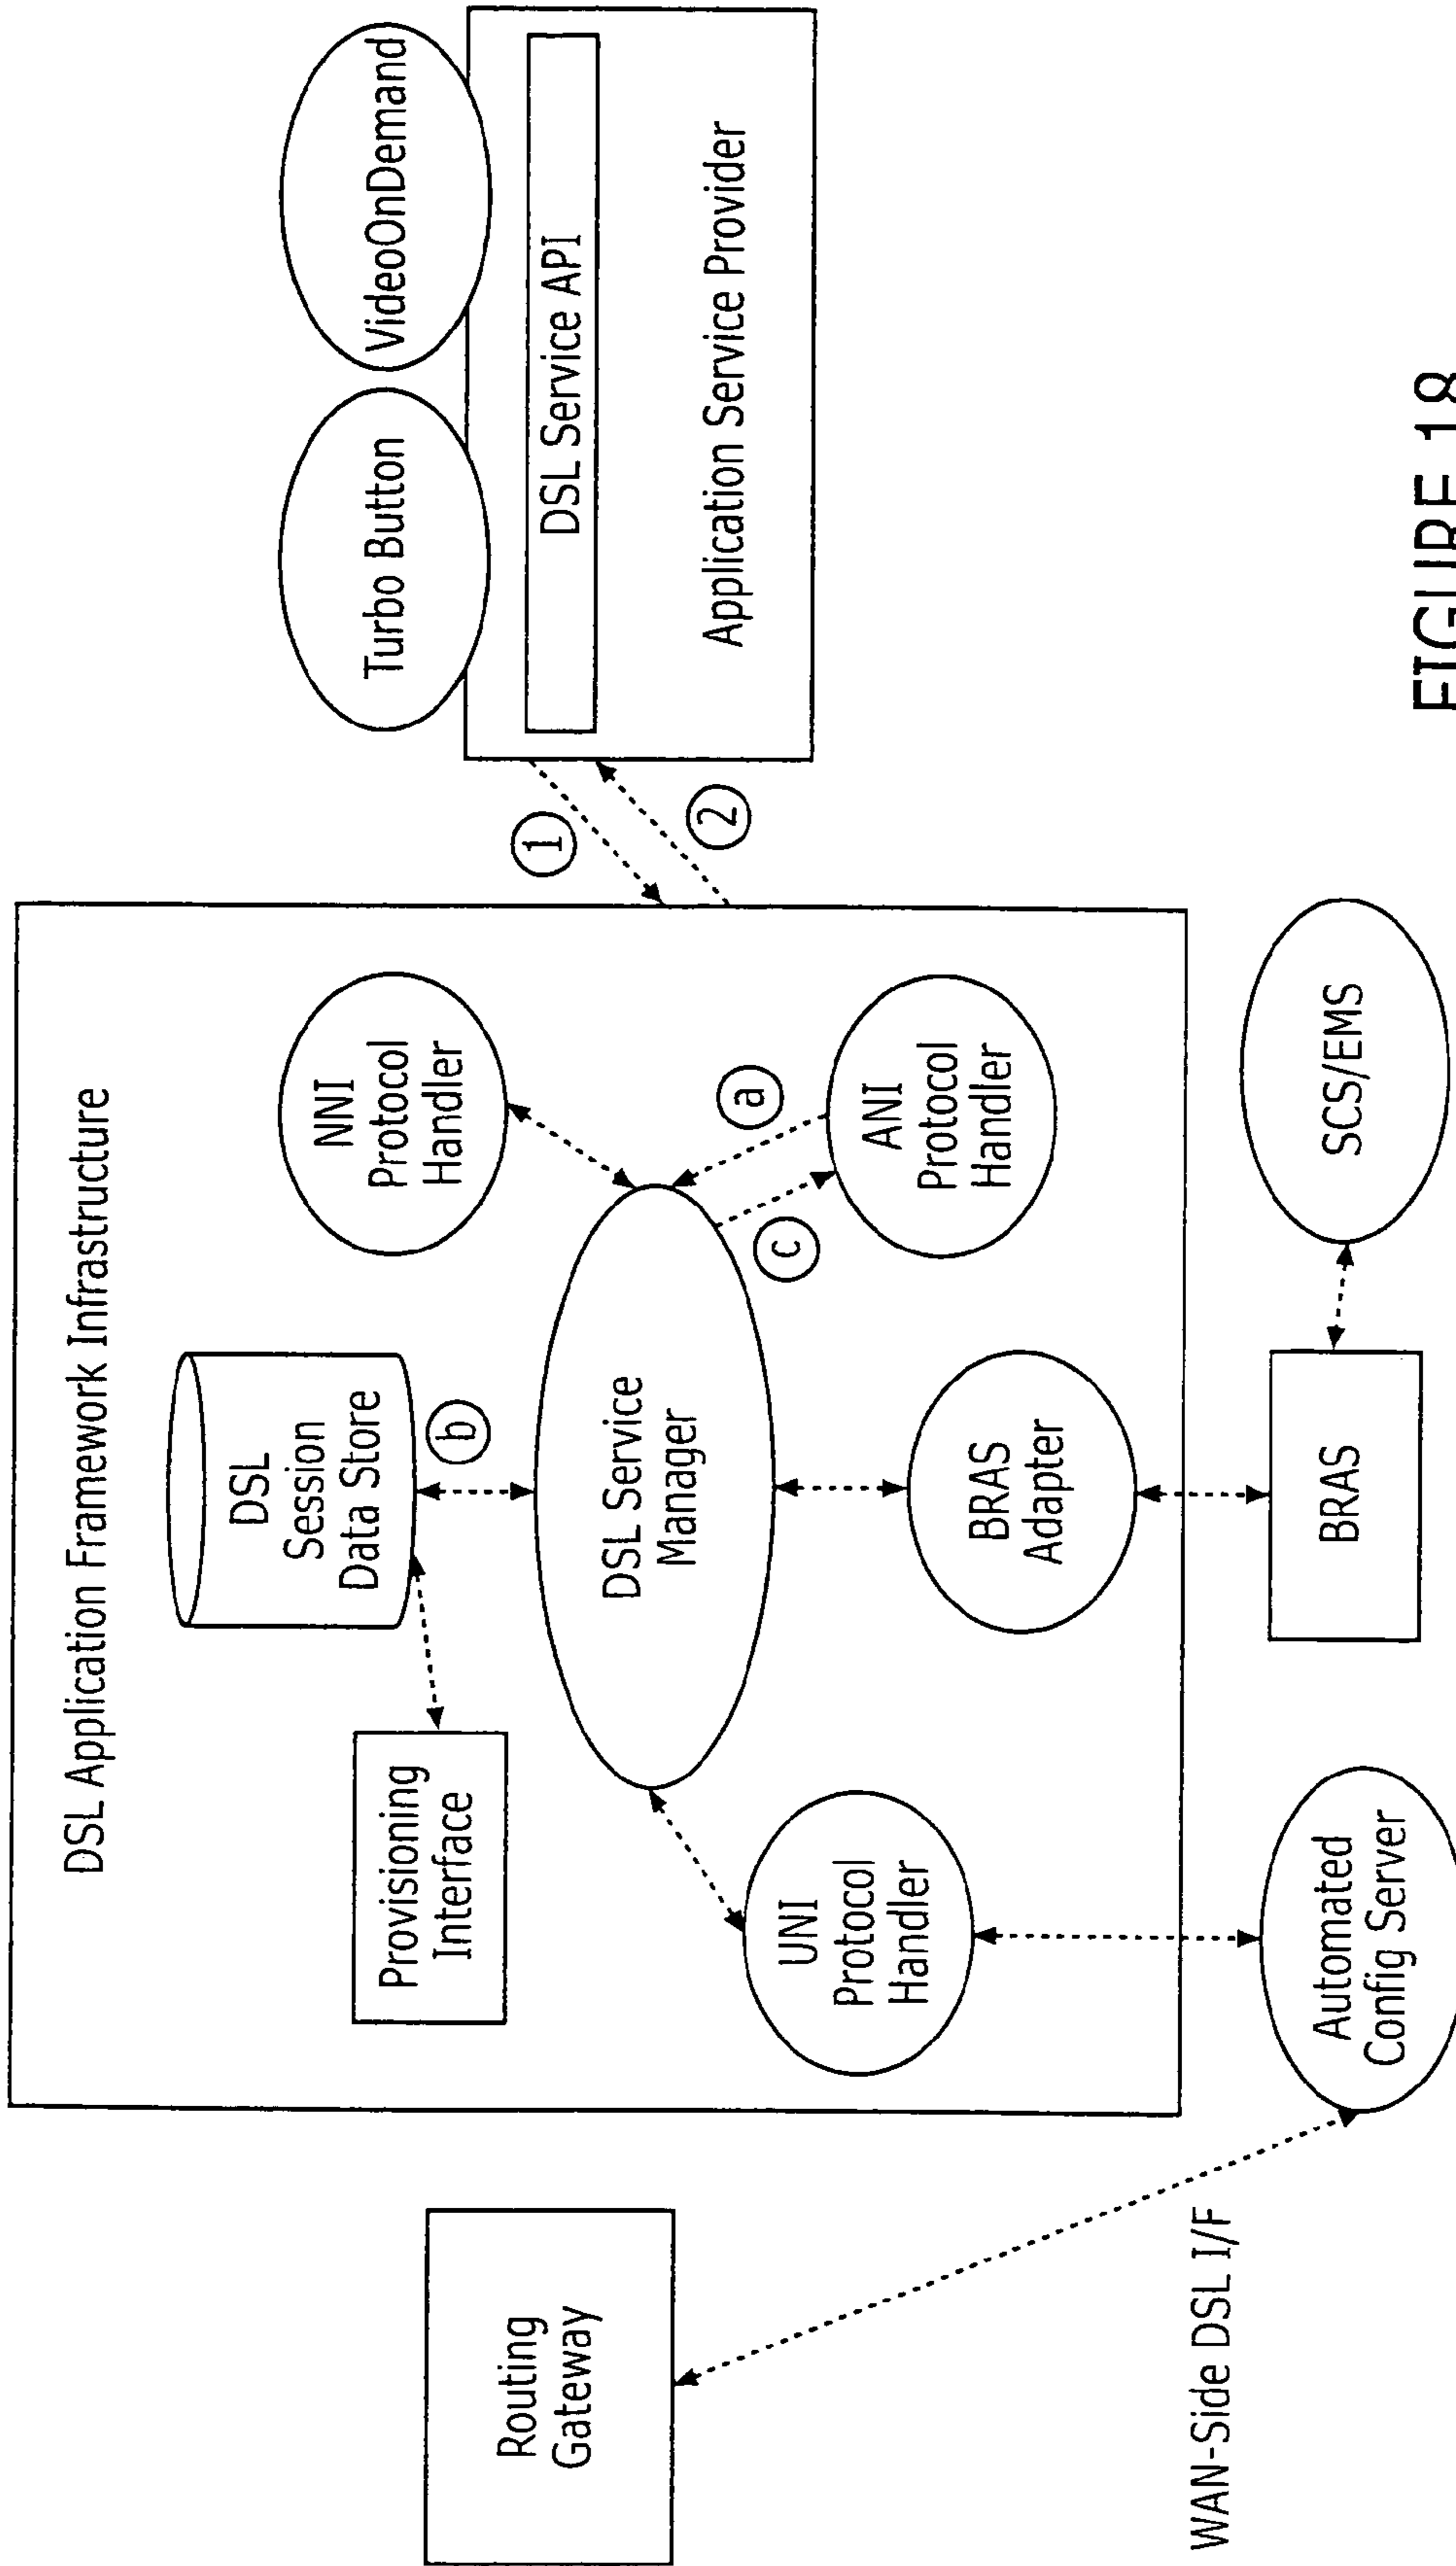 DSL Application Framework Infrastructure
Routing
Gateway
WAN-Side DSL I/F
Provisioning
Interface
DSL
Session
Data Store
b
NNI
Protocol
Handler
DSL Service
Manager
a
c
UNI
Protocol
Handler
BRAS
Adapter
ANI
Protocol
Handler
Automated
Config Server
BRAS
SCS/EMS
1
2
Turbo Button
VideoOnDemand
DSL Service API
Application Service Provider
FIGURE 18